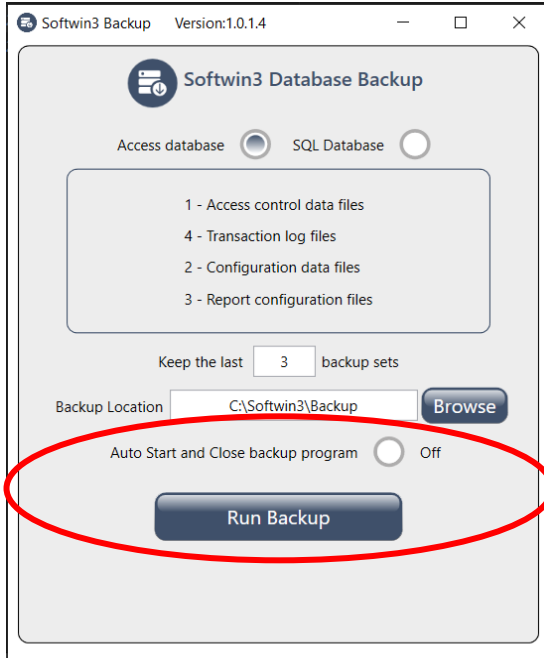 Softwin3 Backup Version:1.0.1.4
Softwin3 Database Backup
Access database SQL Database
1 - Access control data files
4 - Transaction log files
2 - Configuration data files
3 - Report configuration files
Keep the last 3 backup sets
Backup Location C:\Softwin3\Backup Browse
Auto Start and Close backup program Off
Run Backup